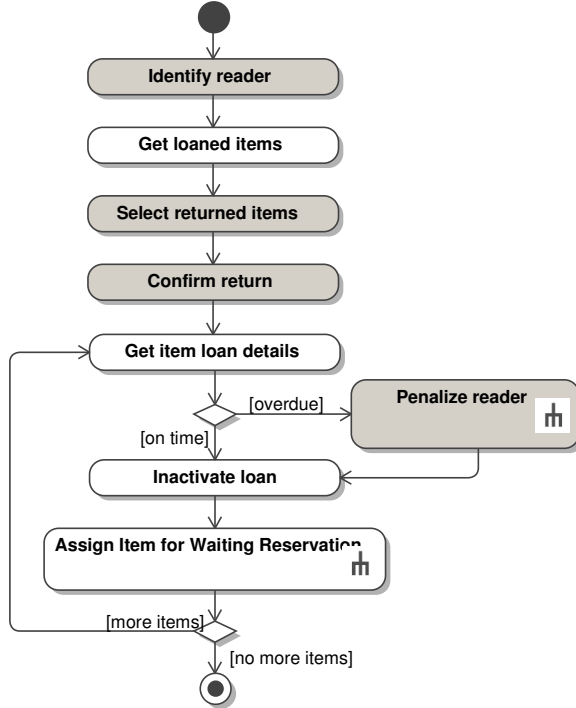 Identify reader
Get loaned items
Select returned items
Confirm return
Get item loan details
[overdue]
Penalize reader
[on time]
Inactivate loan
Assign Item for Waiting Reservation
[more items]
[no more items]